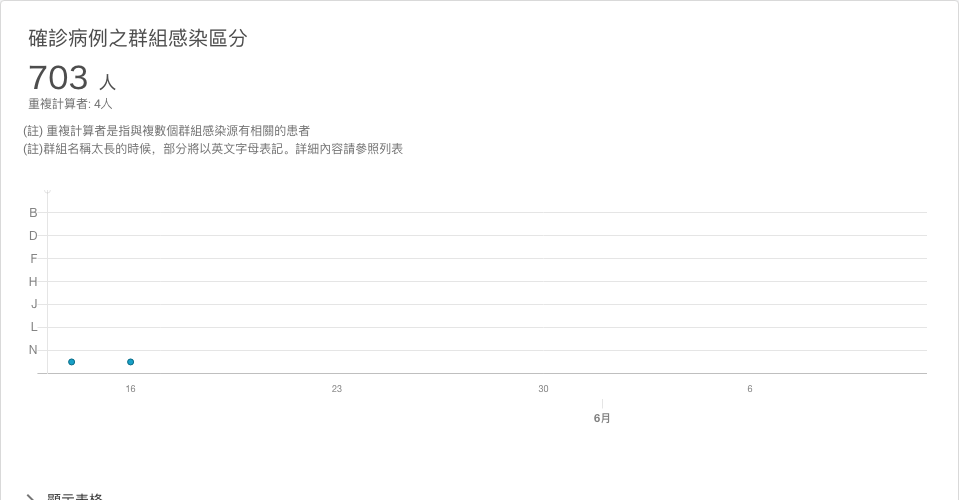 確診病例之群組感染區分
703 人
重複計算者: 4人
(註) 重複計算者是指與複數個群組感染源有相關的患者
(註)群組名稱太長的時候，部分將以英文字母表記。詳細內容請參照列表
B
D
F
H
J
L
N
16 23 30 6
6月
顯示表格